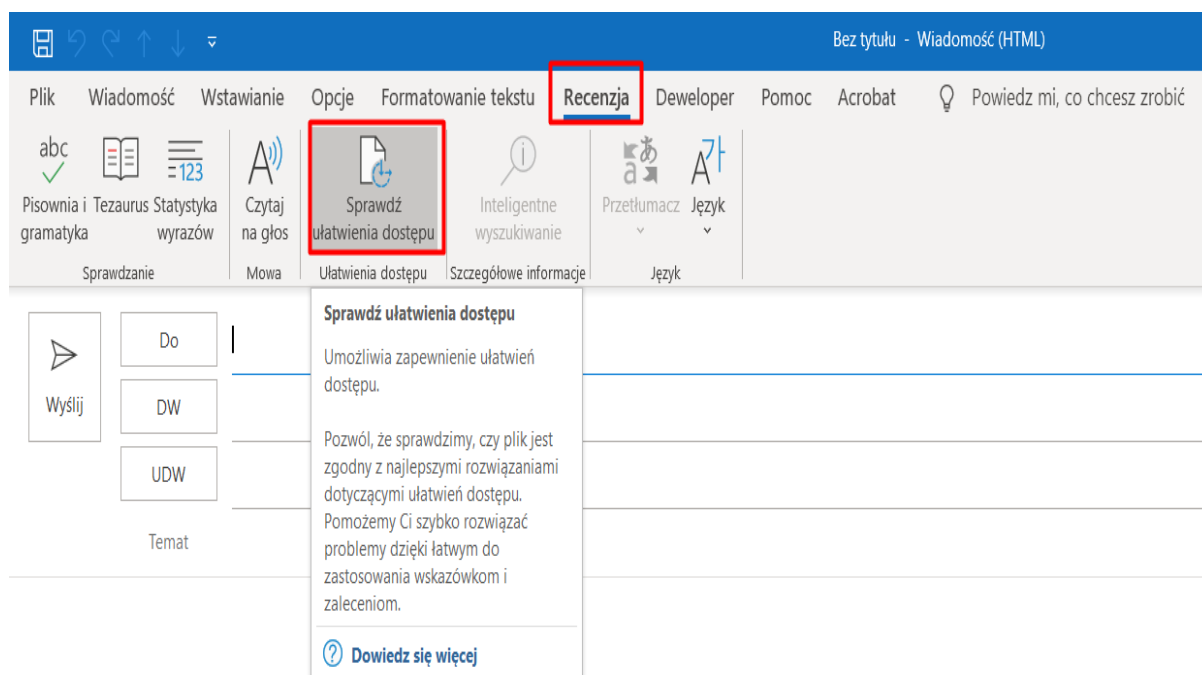 Bez tytułu - Wiadomość (HTML)
Plik Wiadomość Wstawianie Opcje Formatowanie tekstu Recenzja Deweloper Pomoc Acrobat Powiedz mi, co chcesz zrobić
abc
123
Pisownia i gramatyka
Tezaurus
Statystyka wyrazów
Czytaj na głos
Sprawdź ułatwienia dostępu
Inteligentne wyszukiwanie
Przetłumacz
Język
Sprawdzanie
Mowa
Ułatwienia dostępu
Szczegółowe informacje
Język
Wyślij
Do
DW
UDW
Temat
Sprawdź ułatwienia dostępu
Umożliwia zapewnienie ułatwień
dostępu.
Pozwól, że sprawdzimy, czy plik jest
zgodny z najlepszymi rozwiązaniami
dotyczącymi ułatwień dostępu.
Pomożemy Ci szybko rozwiązać
problemy dzięki łatwym do
zastosowania wskazówkom i
zaleceniom.
Dowiedz się więcej